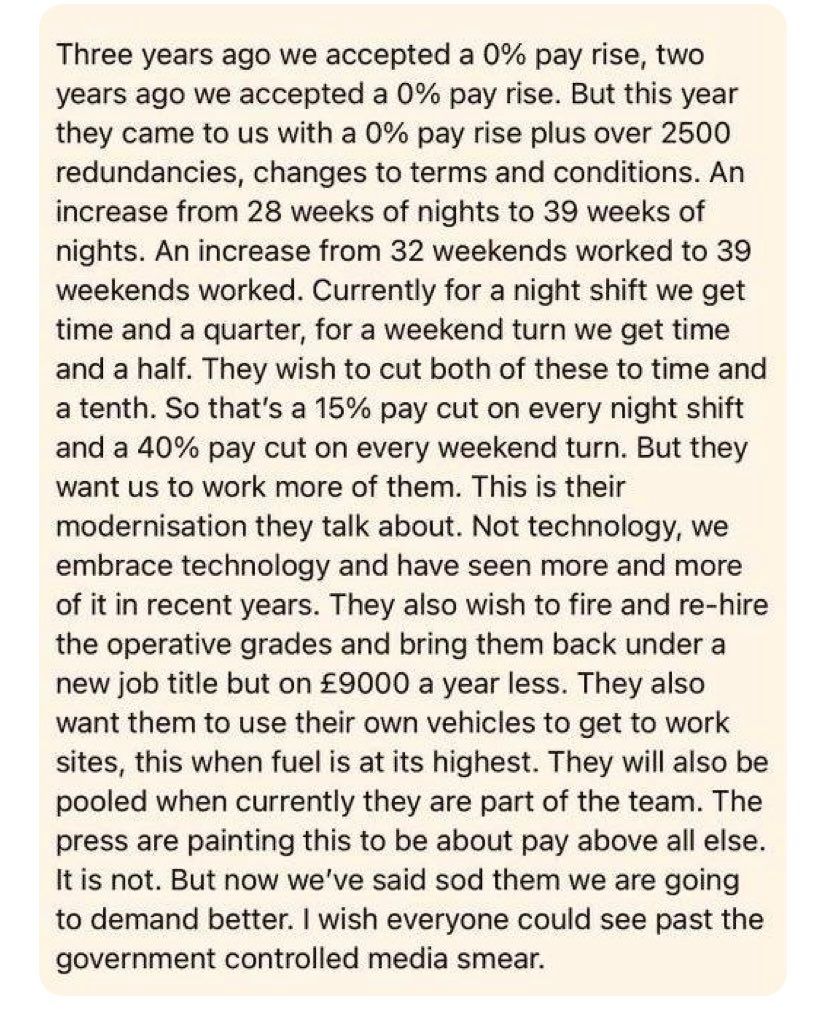 Three years ago we accepted a 0% pay rise, two
years ago we accepted a 0% pay rise. But this year
they came to us with a 0% pay rise plus over 2500
redundancies, changes to terms and conditions. An
increase from 28 weeks of nights to 39 weeks of
nights. An increase from 32 weekends worked to 39
weekends worked. Currently for a night shift we get
time and a quarter, for a weekend turn we get time
and a half. They wish to cut both of these to time and
a tenth. So that’s a 15% pay cut on every night shift
and a 40% pay cut on every weekend turn. But they
want us to work more of them. This is their
modernisation they talk about. Not technology, we
embrace technology and have seen more and more
of it in recent years. They also wish to fire and re-hire
the operative grades and bring them back under a
new job title but on £9000 a year less. They also
want them to use their own vehicles to get to work
sites, this when fuel is at its highest. They will also be
pooled when currently they are part of the team. The
press are painting this to be about pay above all else.
It is not. But now we’ve said sod them we are going
to demand better. I wish everyone could see past the
government controlled media smear.